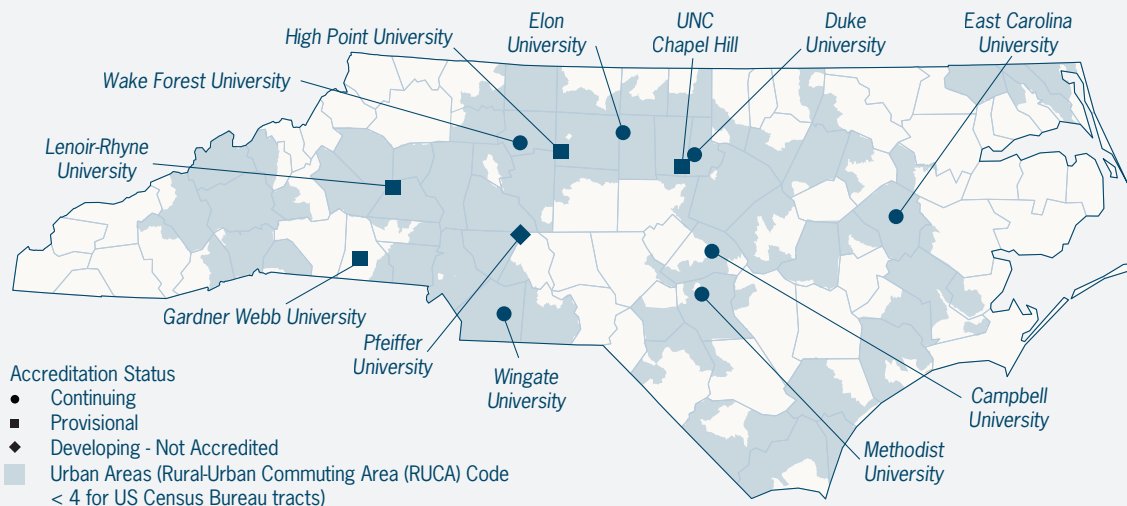 High Point University
Elon
University
UNC
Chapel Hill
Duke
University
East Carolina
University
Wake Forest University
Lenoir-Rhyne
University
Gardner Webb University
Pfeiffer
University
Wingate
University
Campbell
University
Methodist
University
Accreditation Status
Continuing
Provisional
Developing - Not Accredited
Urban Areas (Rural-Urban Commuting Area (RUCA) Code
< 4 for US Census Bureau tracts)